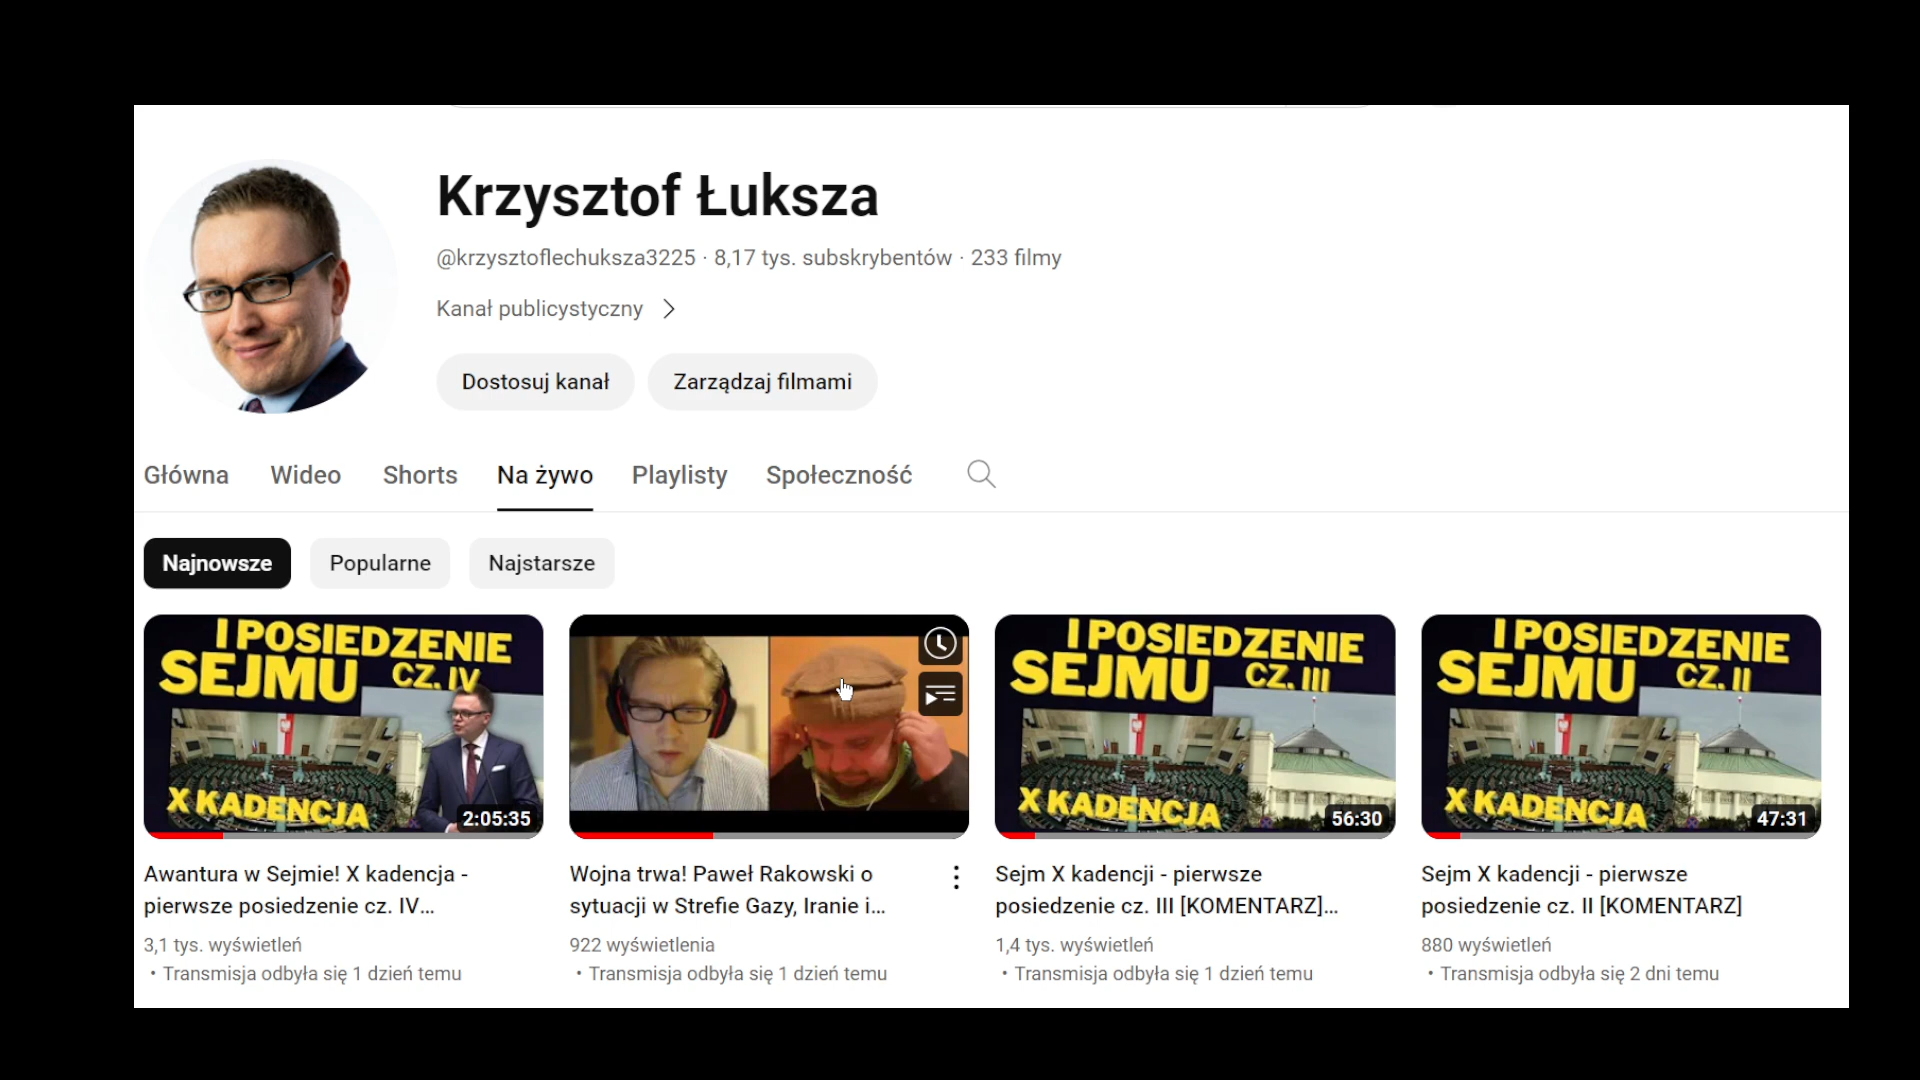 Krzysztof Łuksza
@krzysztoflechuksza3225 · 8,17 tys. subskrybentów · 233 filmy
Kanał publicystyczny
Dostosuj kanał
Zarządzaj filmami
Główna Wideo Shorts Na żywo Playlisty Społeczność
Najnowsze Popularne Najstarsze
I POSIEDZENIE
SEJMU CZ. IV
X KADENCJA
2:05:35
Awantura w Sejmie! X kadencja -
pierwsze posiedzenie cz. IV...
3,1 tys. wyświetleń
• Transmisja odbyła się 1 dzień temu
Wojna trwa! Paweł Rakowski o
sytuacji w Strefie Gazy, Iranie i...
922 wyświetlenia
• Transmisja odbyła się 1 dzień temu
I POSIEDZENIE
SEJMU CZ. III
X KADENCJA
56:30
Sejm X kadencji - pierwsze
posiedzenie cz. III [KOMENTARZ]...
1,4 tys. wyświetleń
• Transmisja odbyła się 1 dzień temu
I POSIEDZENIE
SEJMU CZ. II
X KADENCJA
47:31
Sejm X kadencji - pierwsze
posiedzenie cz. II [KOMENTARZ]
880 wyświetleń
• Transmisja odbyła się 2 dni temu